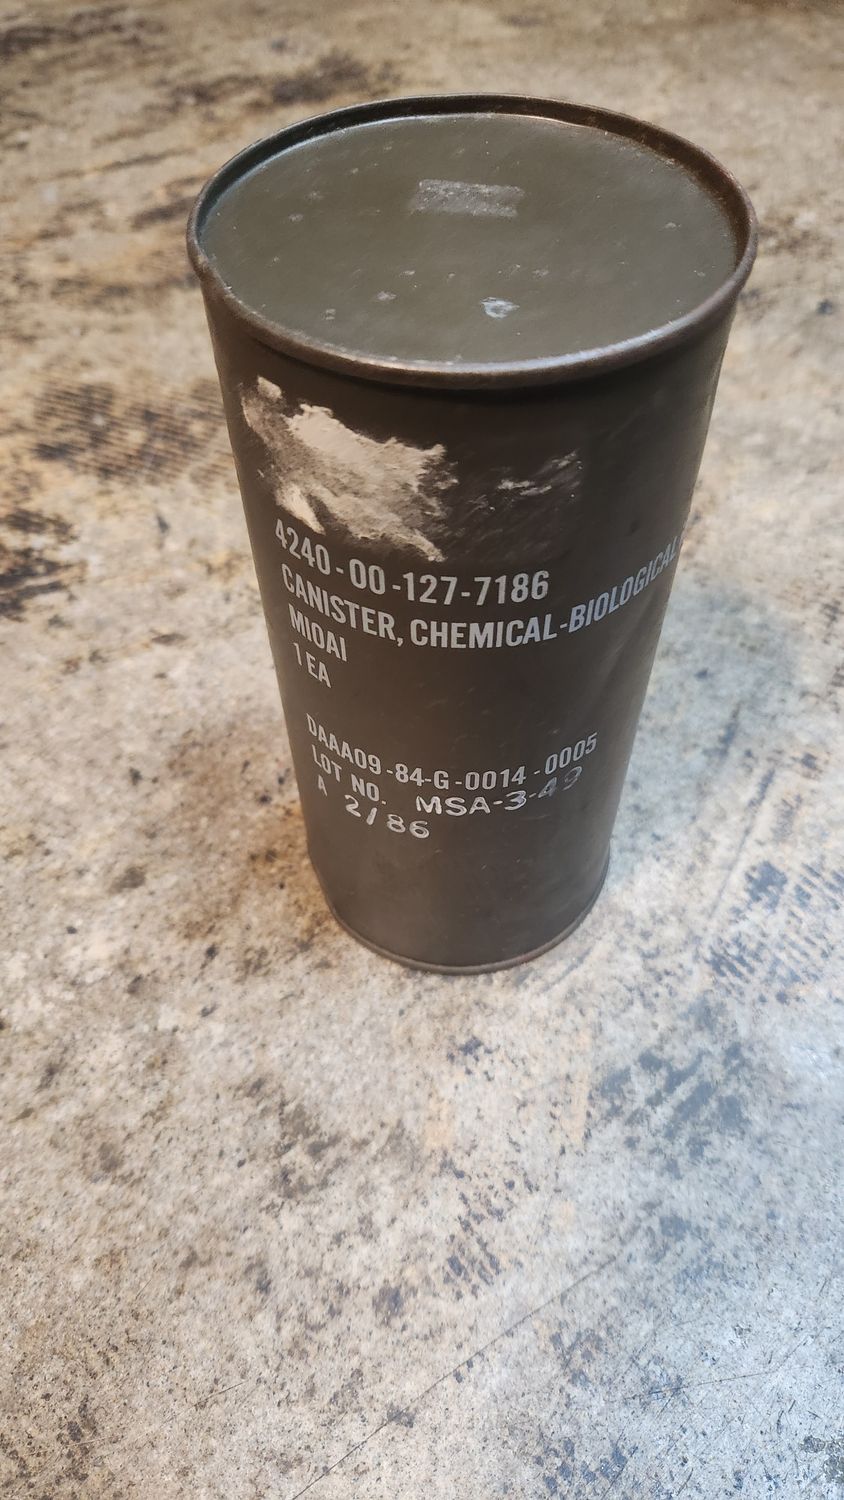 4240-00-127-7186
CANISTER, CHEMICAL-BIOLOGICAL
M10A1
1 EA
DAAA09-84-G-0014-0005
LOT NO. MSA-3-49
A 2/86